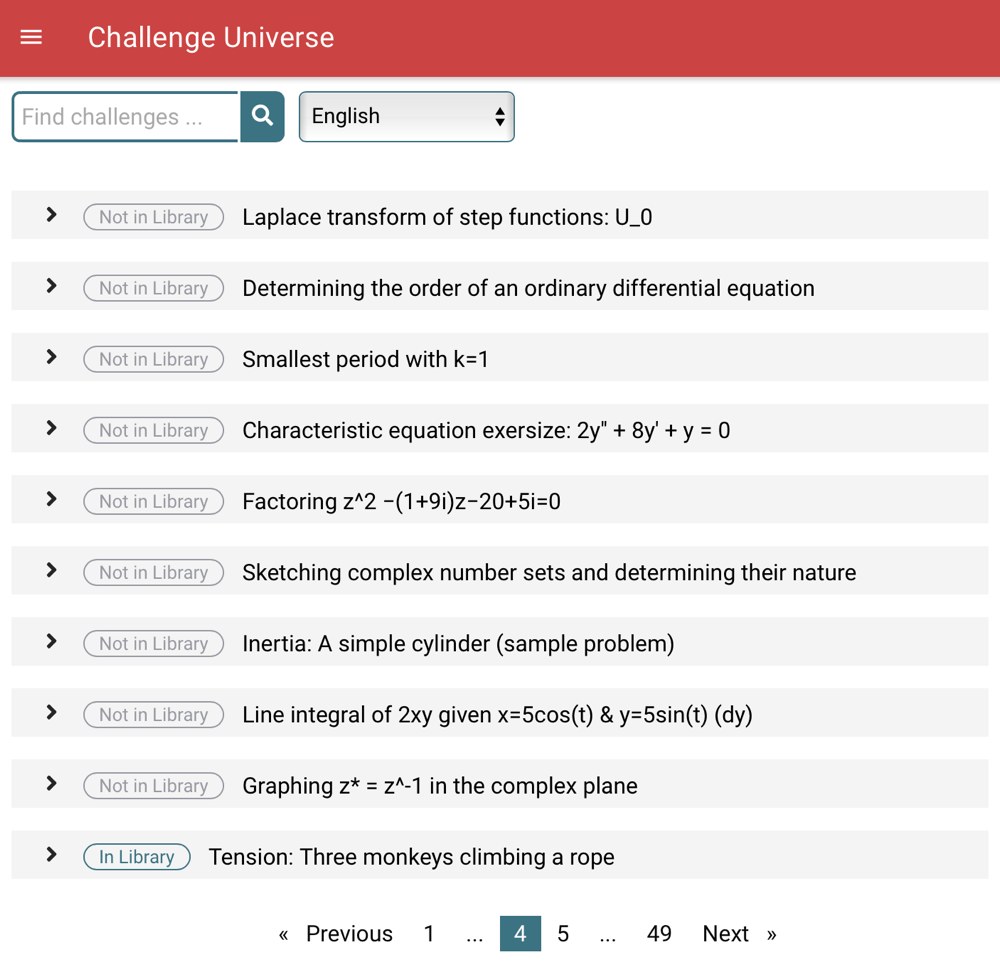 Challenge Universe
Find challenges ...
English
Not in Library Laplace transform of step functions: U_0
Not in Library Determining the order of an ordinary differential equation
Not in Library Smallest period with k=1
Not in Library Characteristic equation exersize: 2y" + 8y' + y = 0
Not in Library Factoring z^2 −(1+9i)z−20+5i=0
Not in Library Sketching complex number sets and determining their nature
Not in Library Inertia: A simple cylinder (sample problem)
Not in Library Line integral of 2xy given x=5cos(t) & y=5sin(t) (dy)
Not in Library Graphing z* = z^-1 in the complex plane
In Library Tension: Three monkeys climbing a rope
« Previous 1 ... 4 5 ... 49 Next »